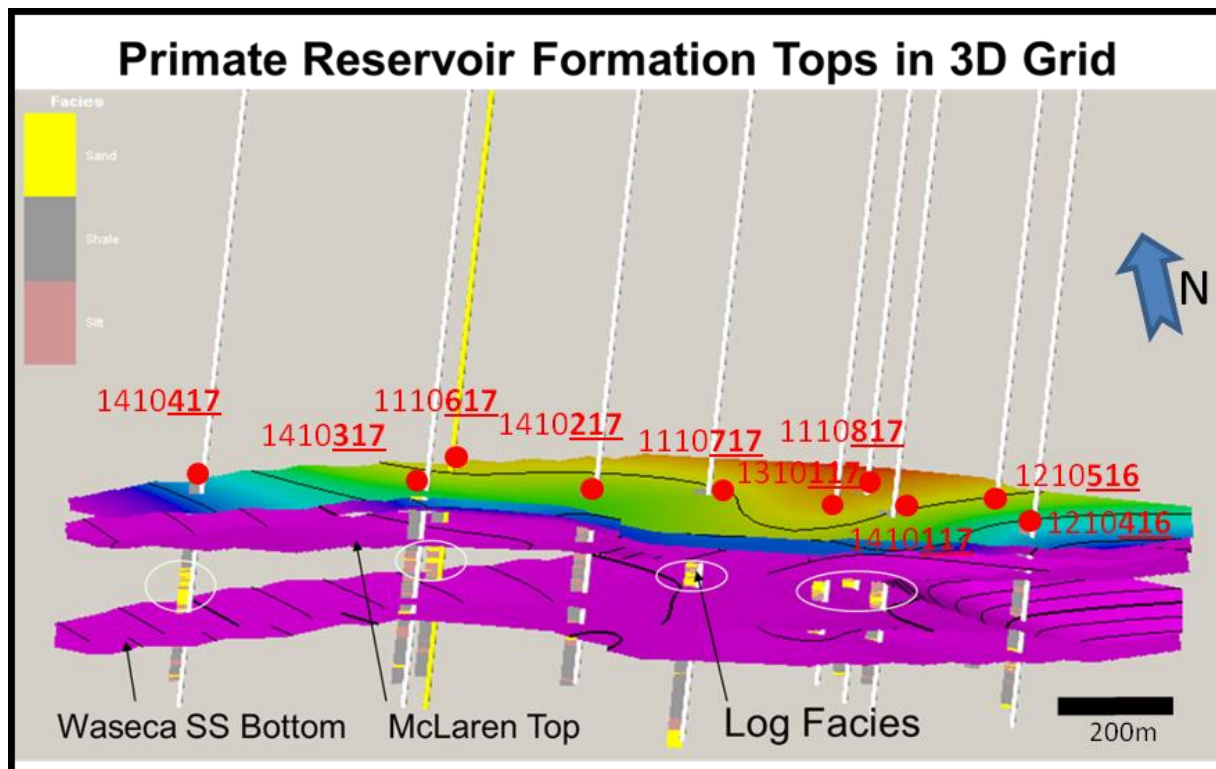 Primate Reservoir Formation Tops in 3D Grid
Facies
Sand
Shale
Silt
N
1410417
1110617
1410317
1410217
1110717
1110817
1310117
1210516
1410117
1210416
Waseca SS Bottom
McLaren Top
Log Facies
200m